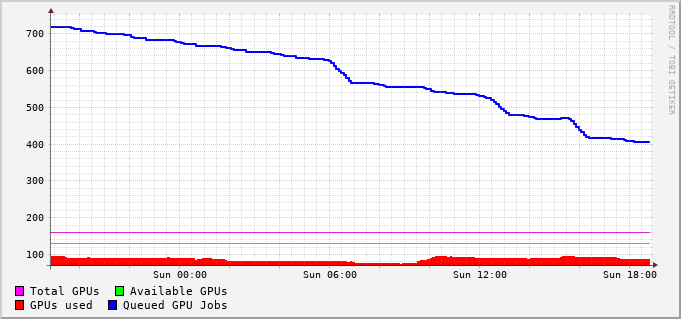 700
600
500
400
300
200
100
Sun 00:00 Sun 06:00 Sun 12:00 Sun 18:00
Total GPUs Available GPUs
GPUs used Queued GPU Jobs
RRDTOOL / TOBI OETIKER